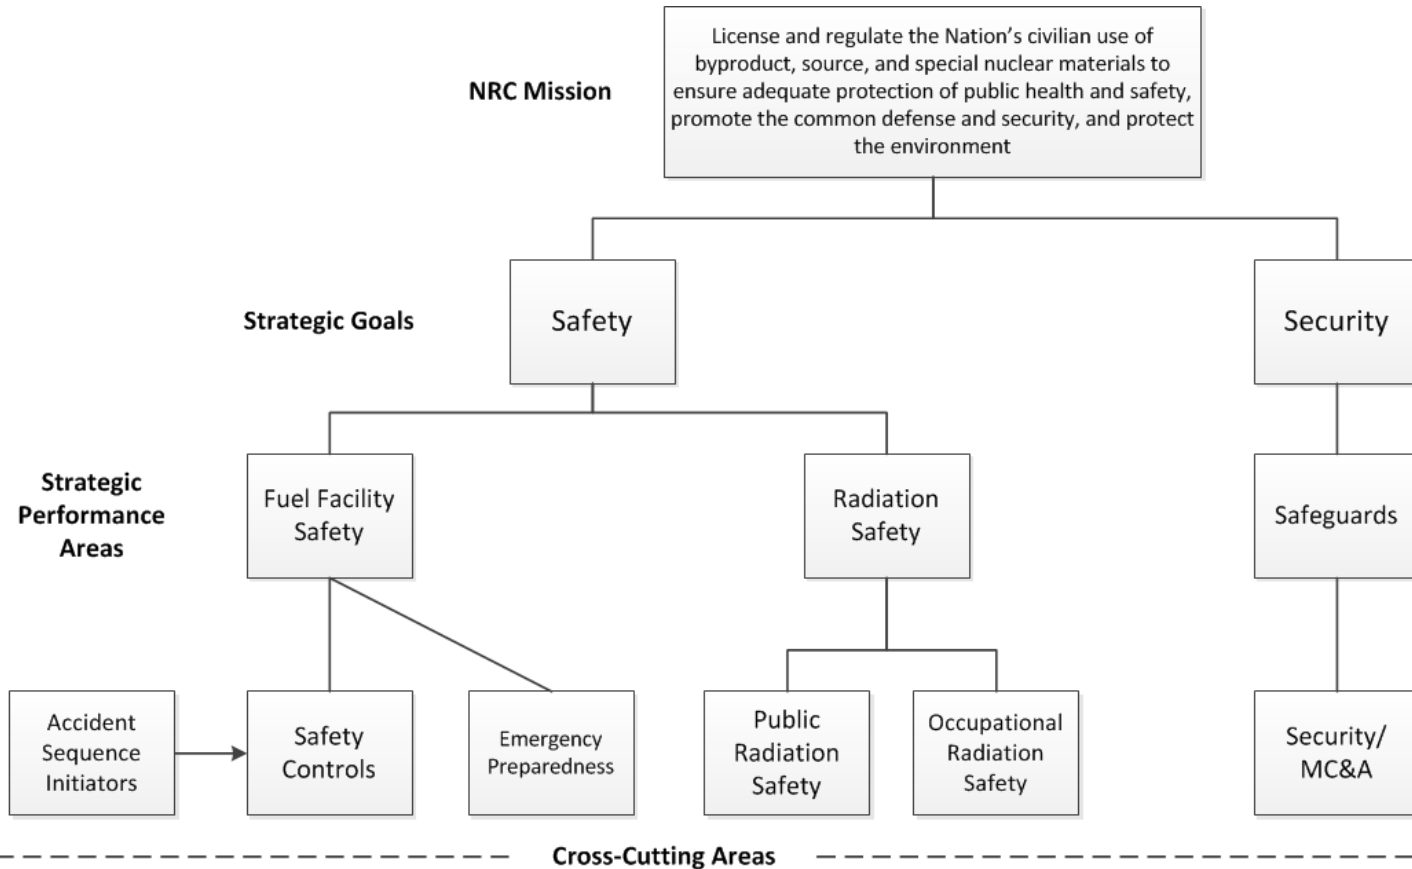 License and regulate the Nation’s civilian use of
byproduct, source, and special nuclear materials to
ensure adequate protection of public health and safety,
promote the common defense and security, and protect
the environment
NRC Mission
Strategic Goals
Safety
Security
Strategic
Performance
Areas
Fuel Facility
Safety
Radiation
Safety
Safeguards
Accident
Sequence
Initiators
Safety
Controls
Emergency
Preparedness
Public
Radiation
Safety
Occupational
Radiation
Safety
Security/
MC&A
Cross-Cutting Areas